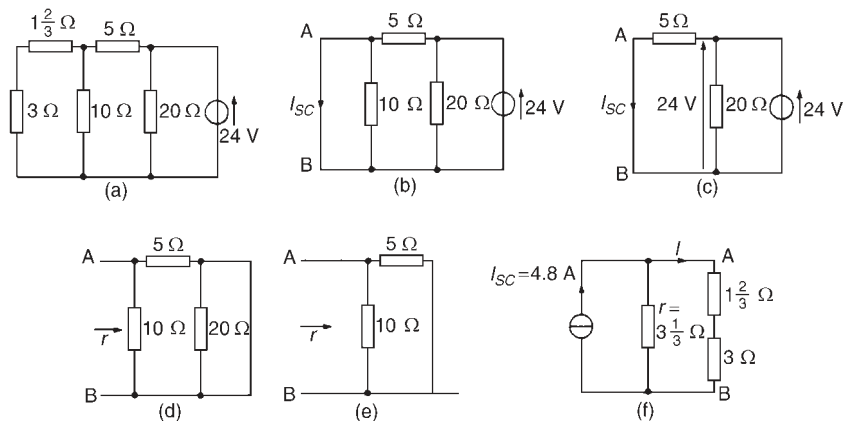 1 2/3 Ω 5 Ω
3 Ω 10 Ω 20 Ω 24 V
(a)
A 5 Ω
I_SC 10 Ω 20 Ω 24 V
B
(b)
A 5 Ω
I_SC 24 V 20 Ω 24 V
B
(c)
A 5 Ω
r 10 Ω 20 Ω
B
(d)
A 5 Ω
r 10 Ω
B
(e)
I A
I_SC=4.8 A 1 2/3 Ω
r =
3 1/3 Ω 3 Ω
B
(f)